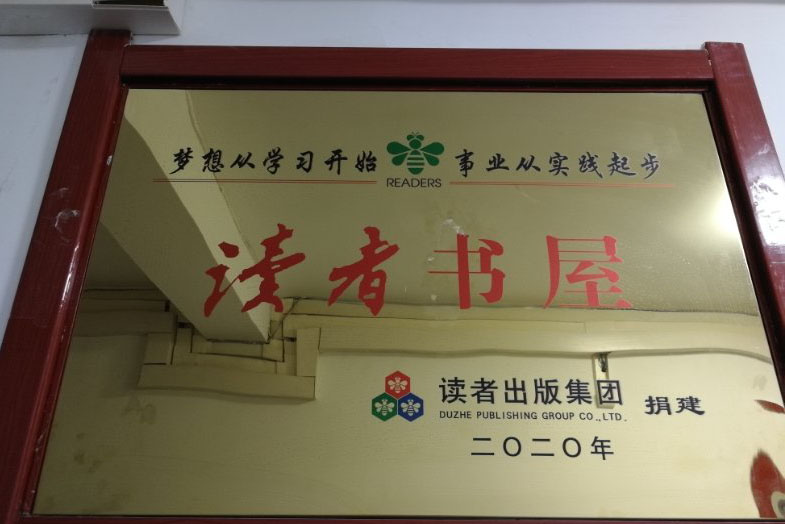 梦想从学习开始 事业从实践起步
READERS
读者书屋
读者出版集团 捐建
DUZHE PUBLISHING GROUP CO.,LTD.
二〇二〇年